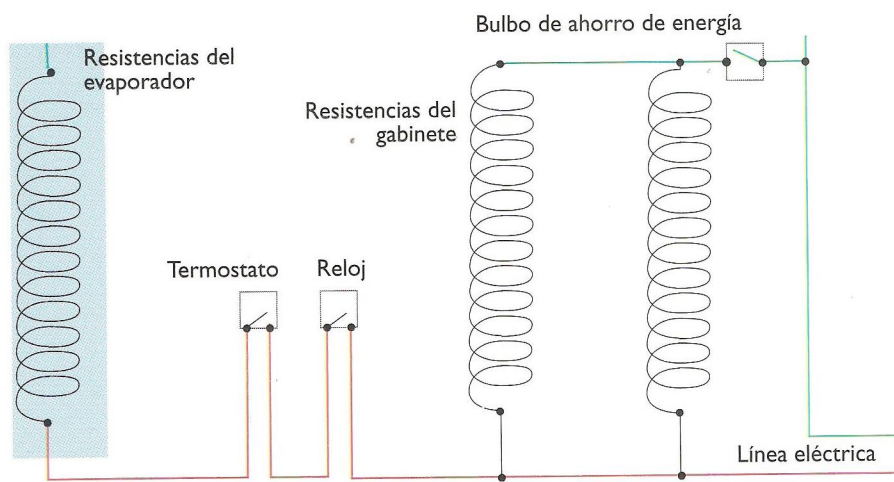 Bulbo de ahorro de energía
Resistencias del
evaporador
Resistencias del
gabinete
Termostato
Reloj
Línea eléctrica